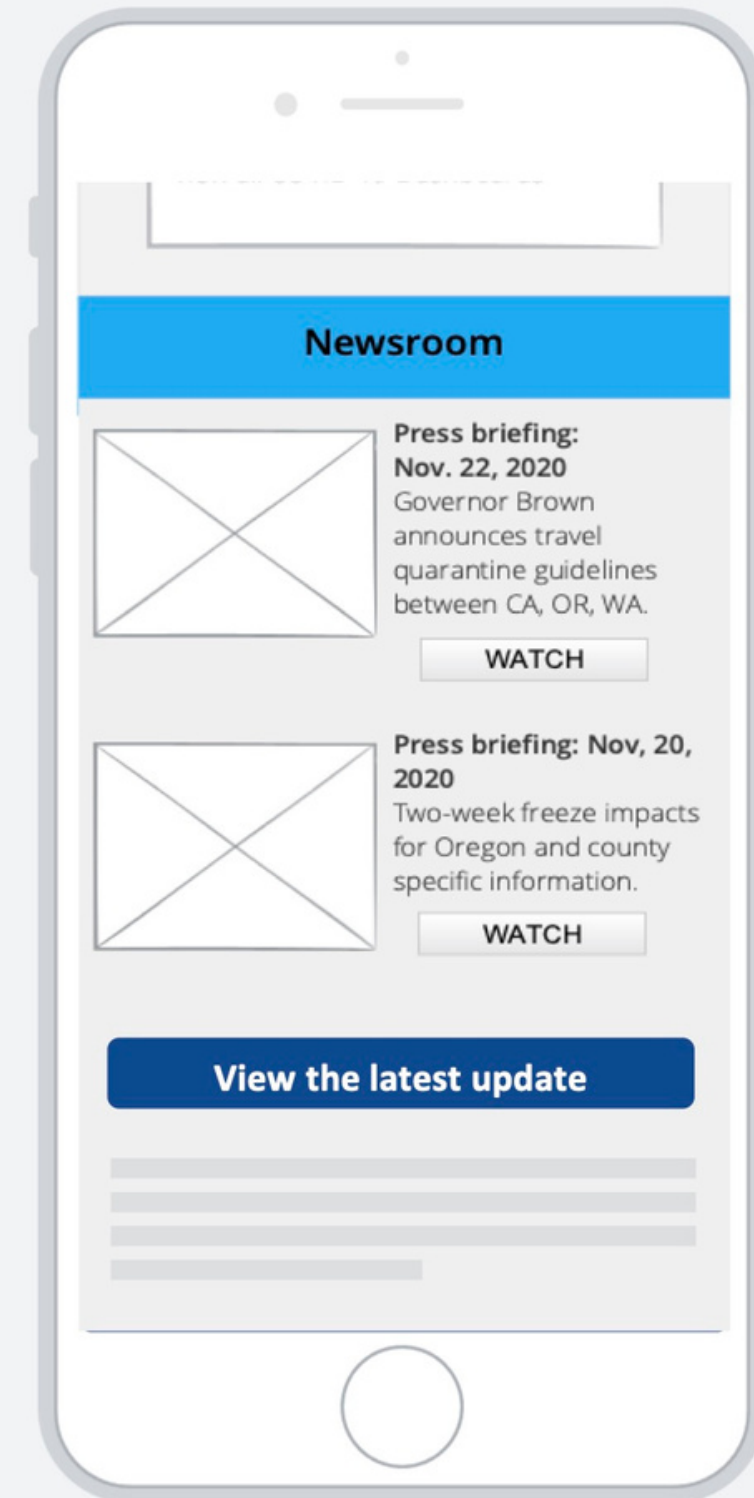 Newsroom
Press briefing:
Nov. 22, 2020
Governor Brown
announces travel
quarantine guidelines
between CA, OR, WA.
WATCH
Press briefing: Nov, 20,
2020
Two-week freeze impacts
for Oregon and county
specific information.
WATCH
View the latest update